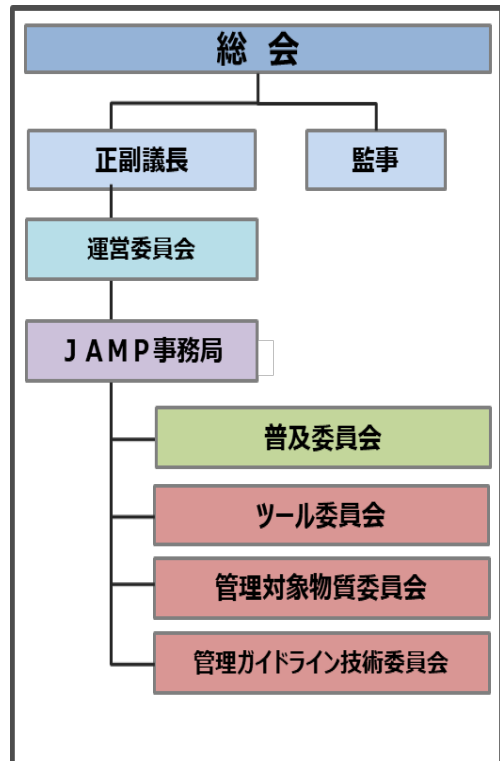 総 会
正副議長
監事
運営委員会
ＪＡＭＰ事務局
普及委員会
ツール委員会
管理対象物質委員会
管理ガイドライン技術委員会